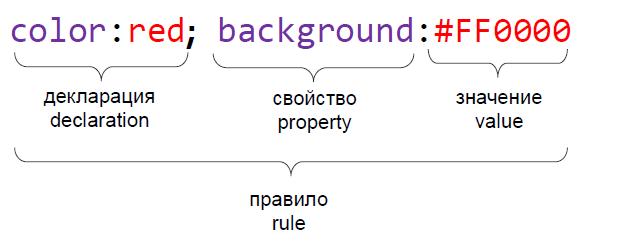 color:red; background:#FF0000
декларация
declaration
свойство
property
значение
value
правило
rule